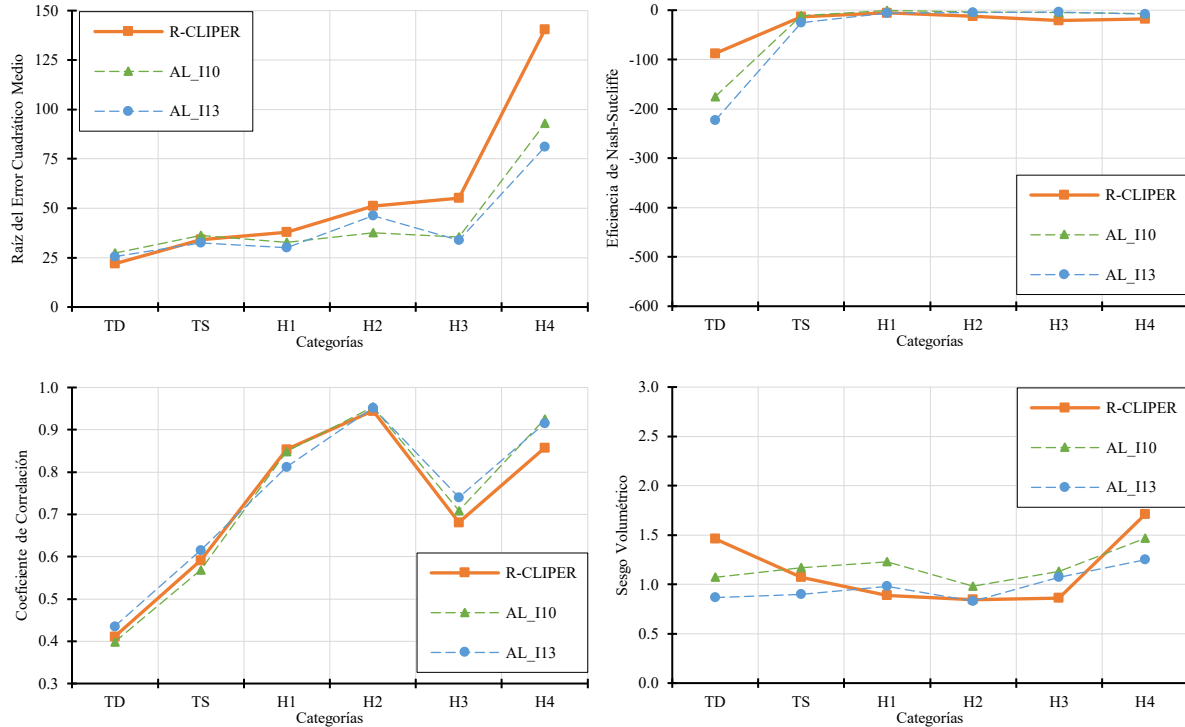 Raíz del Error Cuadrático Medio
150
125
100
75
50
25
0
R-CLIPER
AL_I10
AL_I13
TD TS H1 H2 H3 H4
Categorías
Eficiencia de Nash-Sutcliffe
0
-100
-200
-300
-400
-500
-600
R-CLIPER
AL_I10
AL_I13
TD TS H1 H2 H3 H4
Categorías
Coeficiente de Correlación
1.0
0.9
0.8
0.7
0.6
0.5
0.4
0.3
R-CLIPER
AL_I10
AL_I13
TD TS H1 H2 H3 H4
Categorías
Sesgo Volumétrico
3.0
2.5
2.0
1.5
1.0
0.5
0.0
R-CLIPER
AL_I10
AL_I13
TD TS H1 H2 H3 H4
Categorías